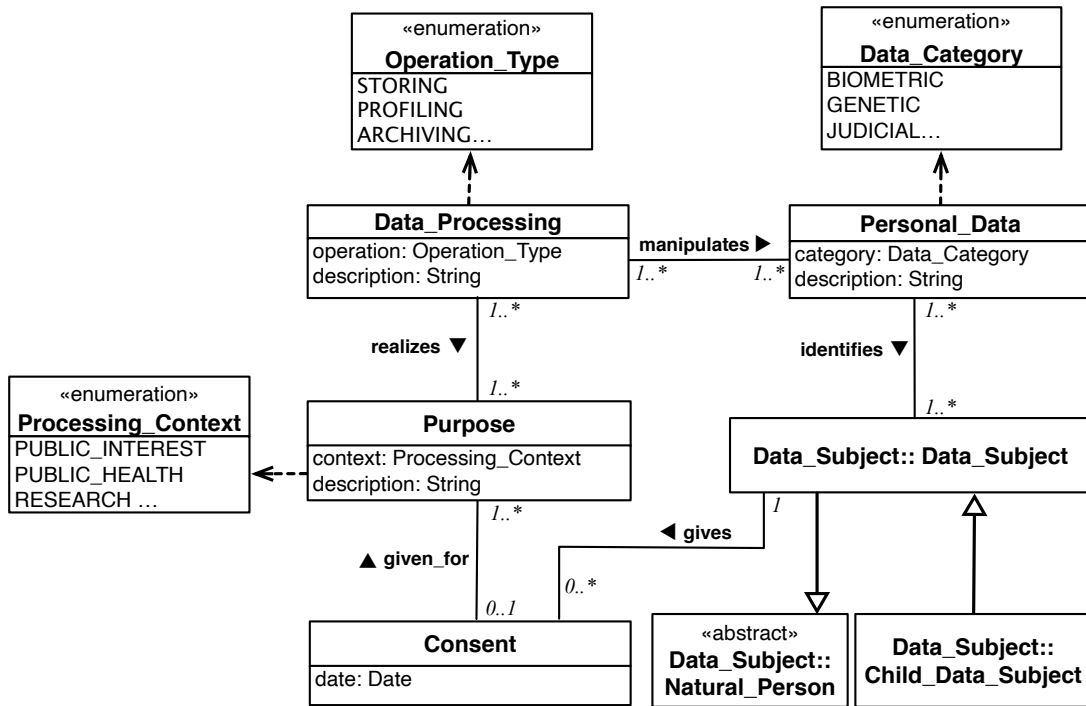 «enumeration»
Operation_Type
STORING
PROFILING
ARCHIVING...
«enumeration»
Data_Category
BIOMETRIC
GENETIC
JUDICIAL...
Data_Processing
operation: Operation_Type
description: String
manipulates ▶
1..*
1..*
Personal_Data
category: Data_Category
description: String
1..*
realizes ▼
1..*
1..*
identifies ▼
1..*
«enumeration»
Processing_Context
PUBLIC_INTEREST
PUBLIC_HEALTH
RESEARCH ...
Purpose
context: Processing_Context
description: String
Data_Subject:: Data_Subject
1..*
▲ given_for
0..1
1
◀ gives
0..*
Consent
date: Date
«abstract»
Data_Subject::
Natural_Person
Data_Subject::
Child_Data_Subject